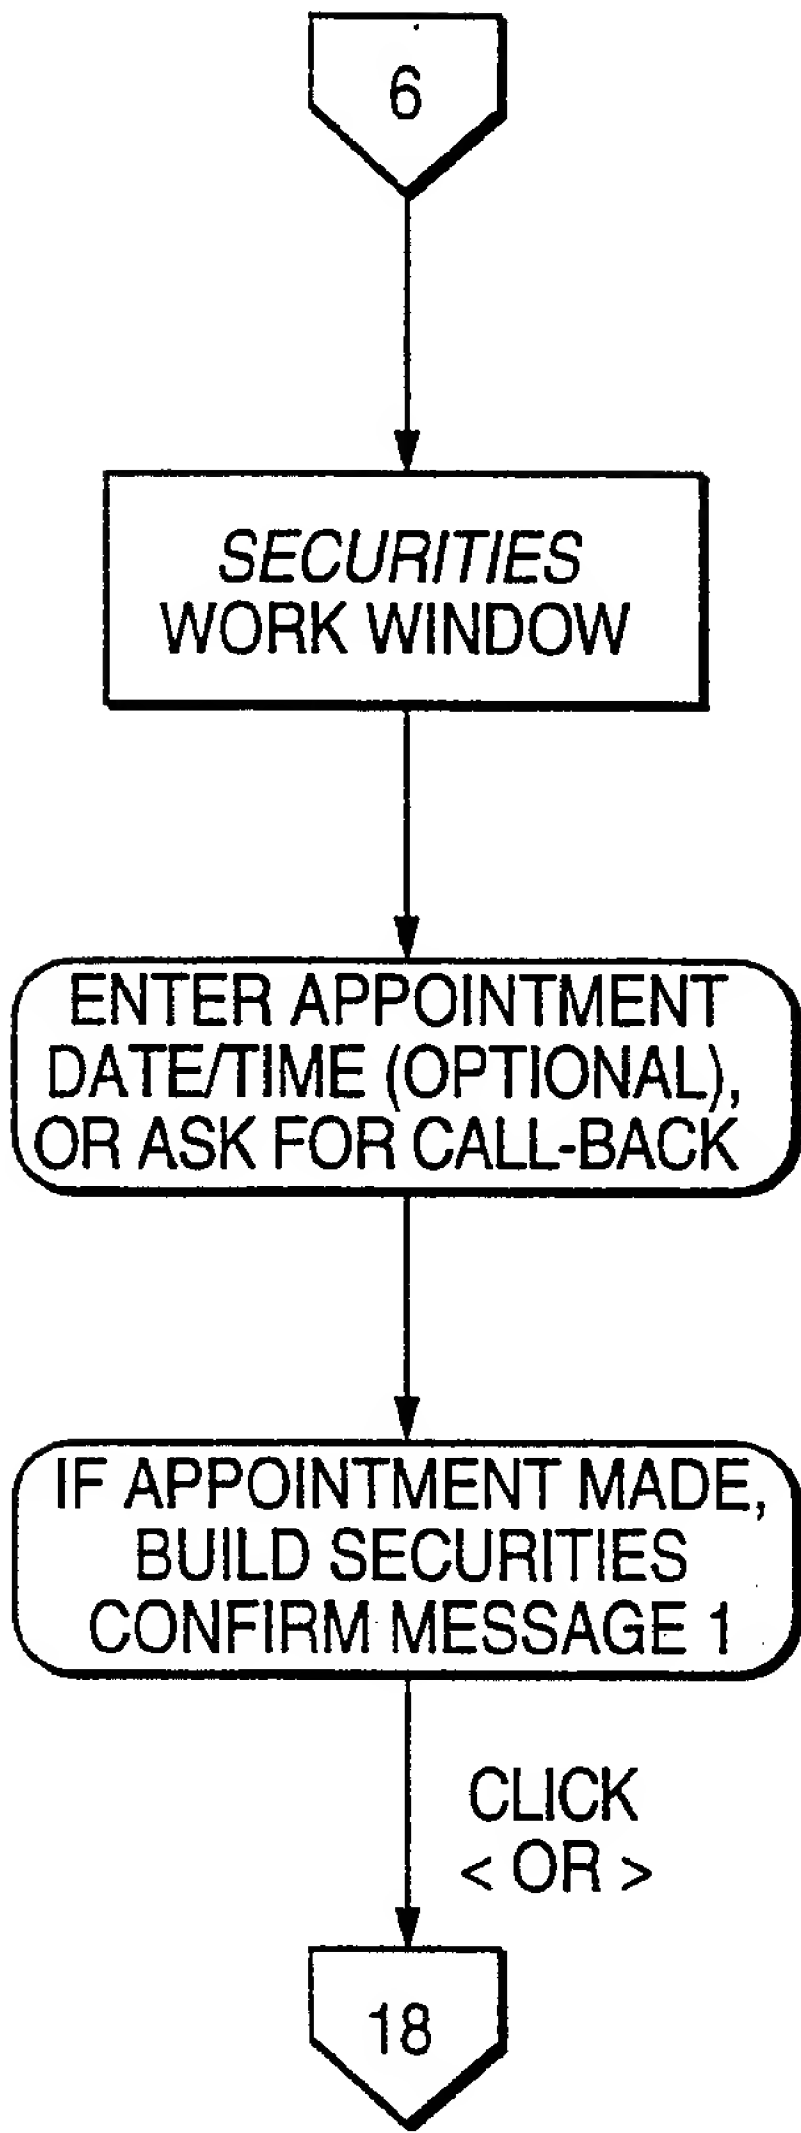 6
SECURITIES
WORK WINDOW
ENTER APPOINTMENT
DATE/TIME (OPTIONAL),
OR ASK FOR CALL-BACK
IF APPOINTMENT MADE,
BUILD SECURITIES
CONFIRM MESSAGE 1
CLICK
< OR >
18